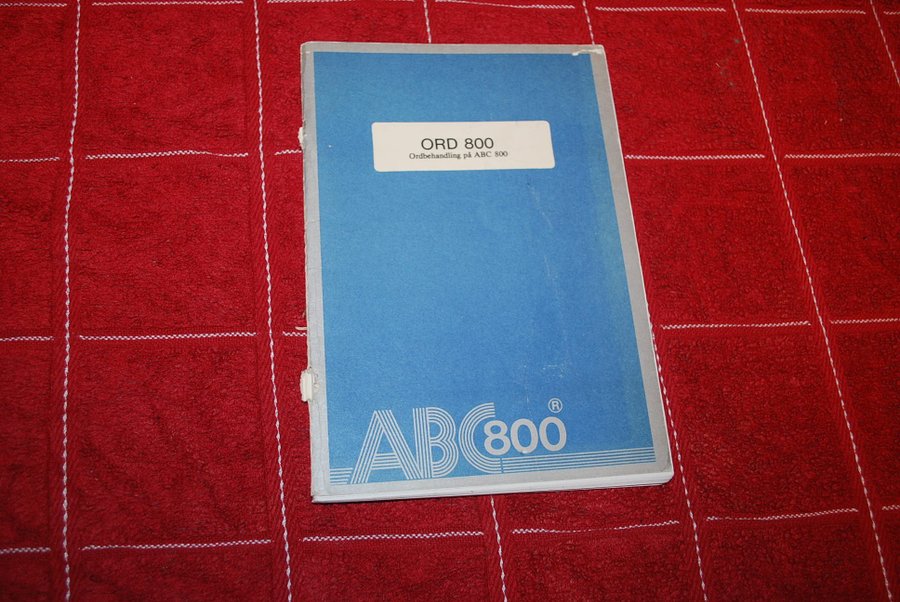 ORD 800
Ordbehandling på ABC 800
ABC800®